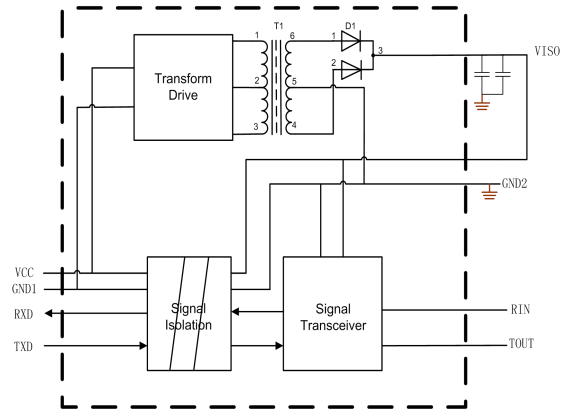 T1
D1
1
6
1
3
VISO
Transform
Drive
2
2
5
3
4
GND2
VCC
GND1
RXD
TXD
Signal
Isolation
Signal
Transceiver
RIN
TOUT